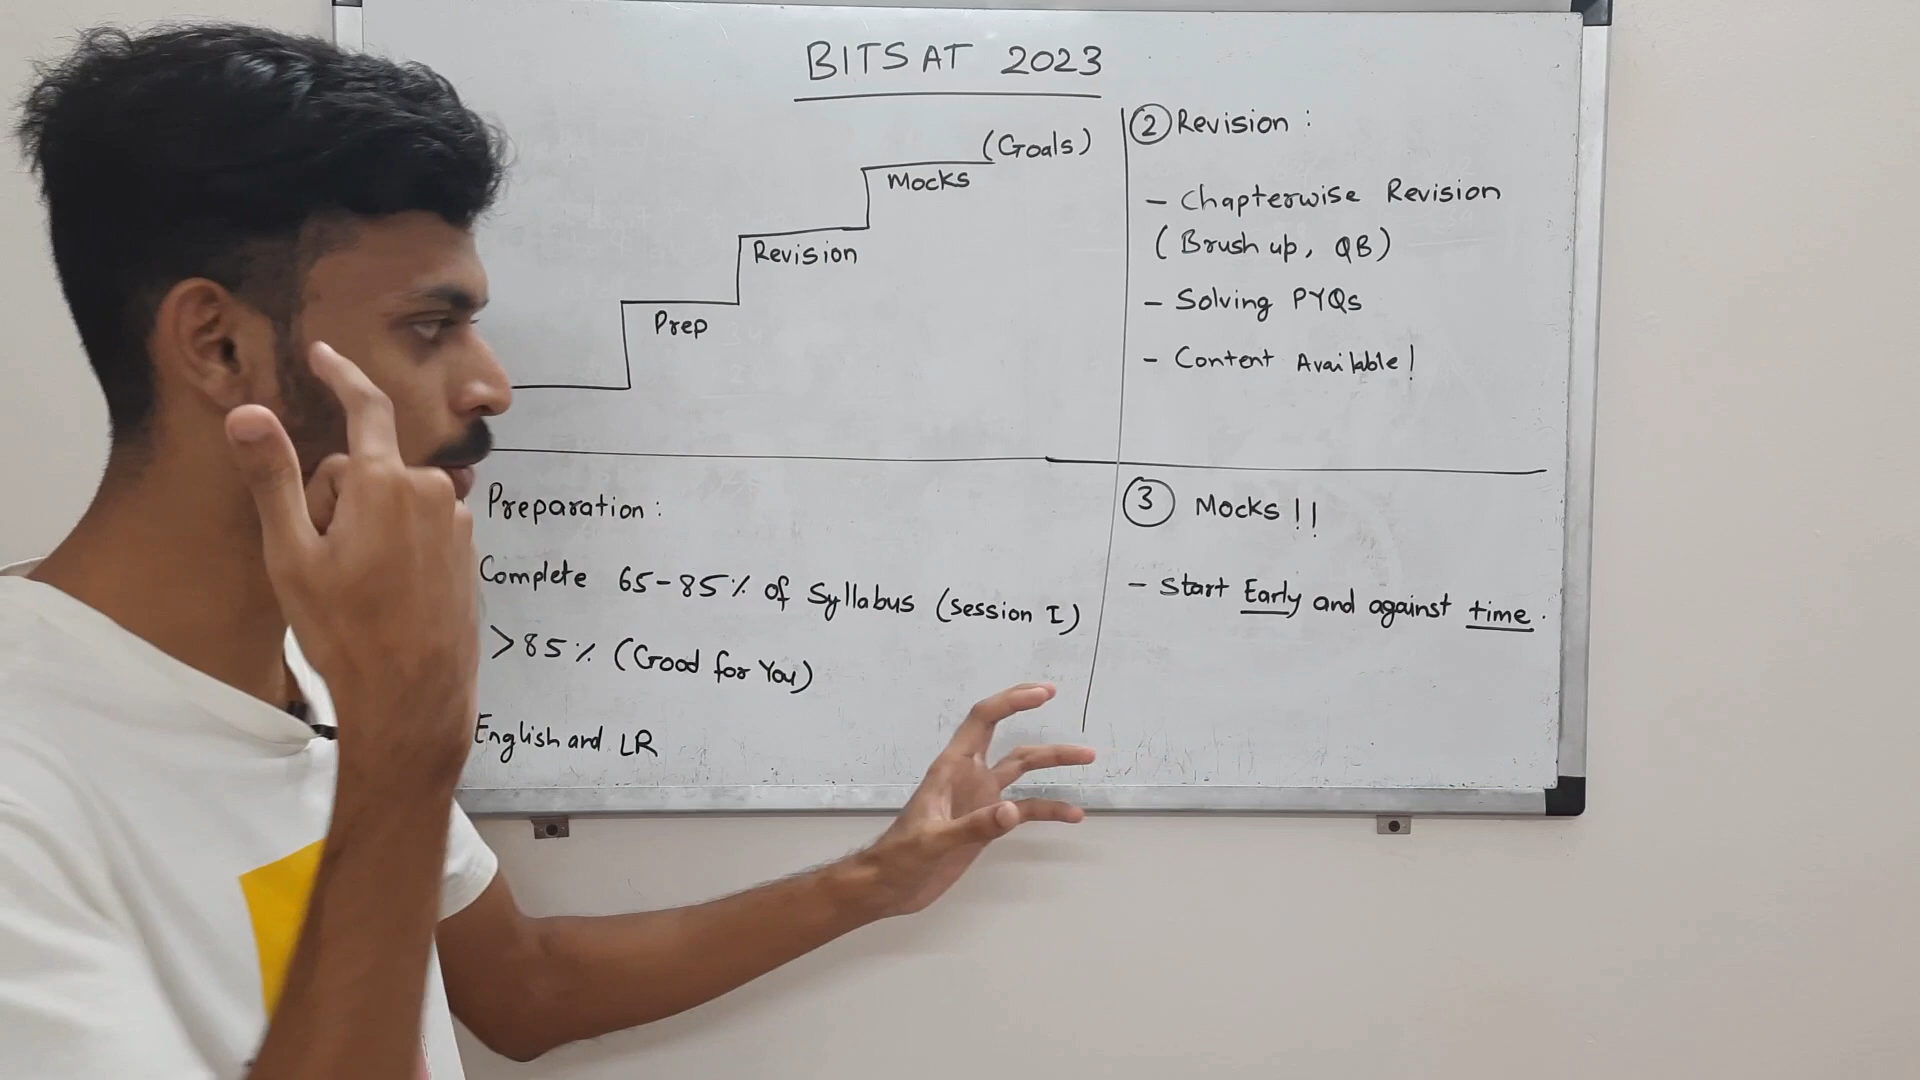 BITSAT 2023
(Goals)
Mocks
Revision
Prep
② Revision :
- Chapterwise Revision
(Brush up, QB)
- Solving PYQs
- Content Available!
Preparation :
Complete 65-85% of Syllabus (Session I)
>85% (Good for You)
English and LR
③ Mocks !!
- Start Early and against time.